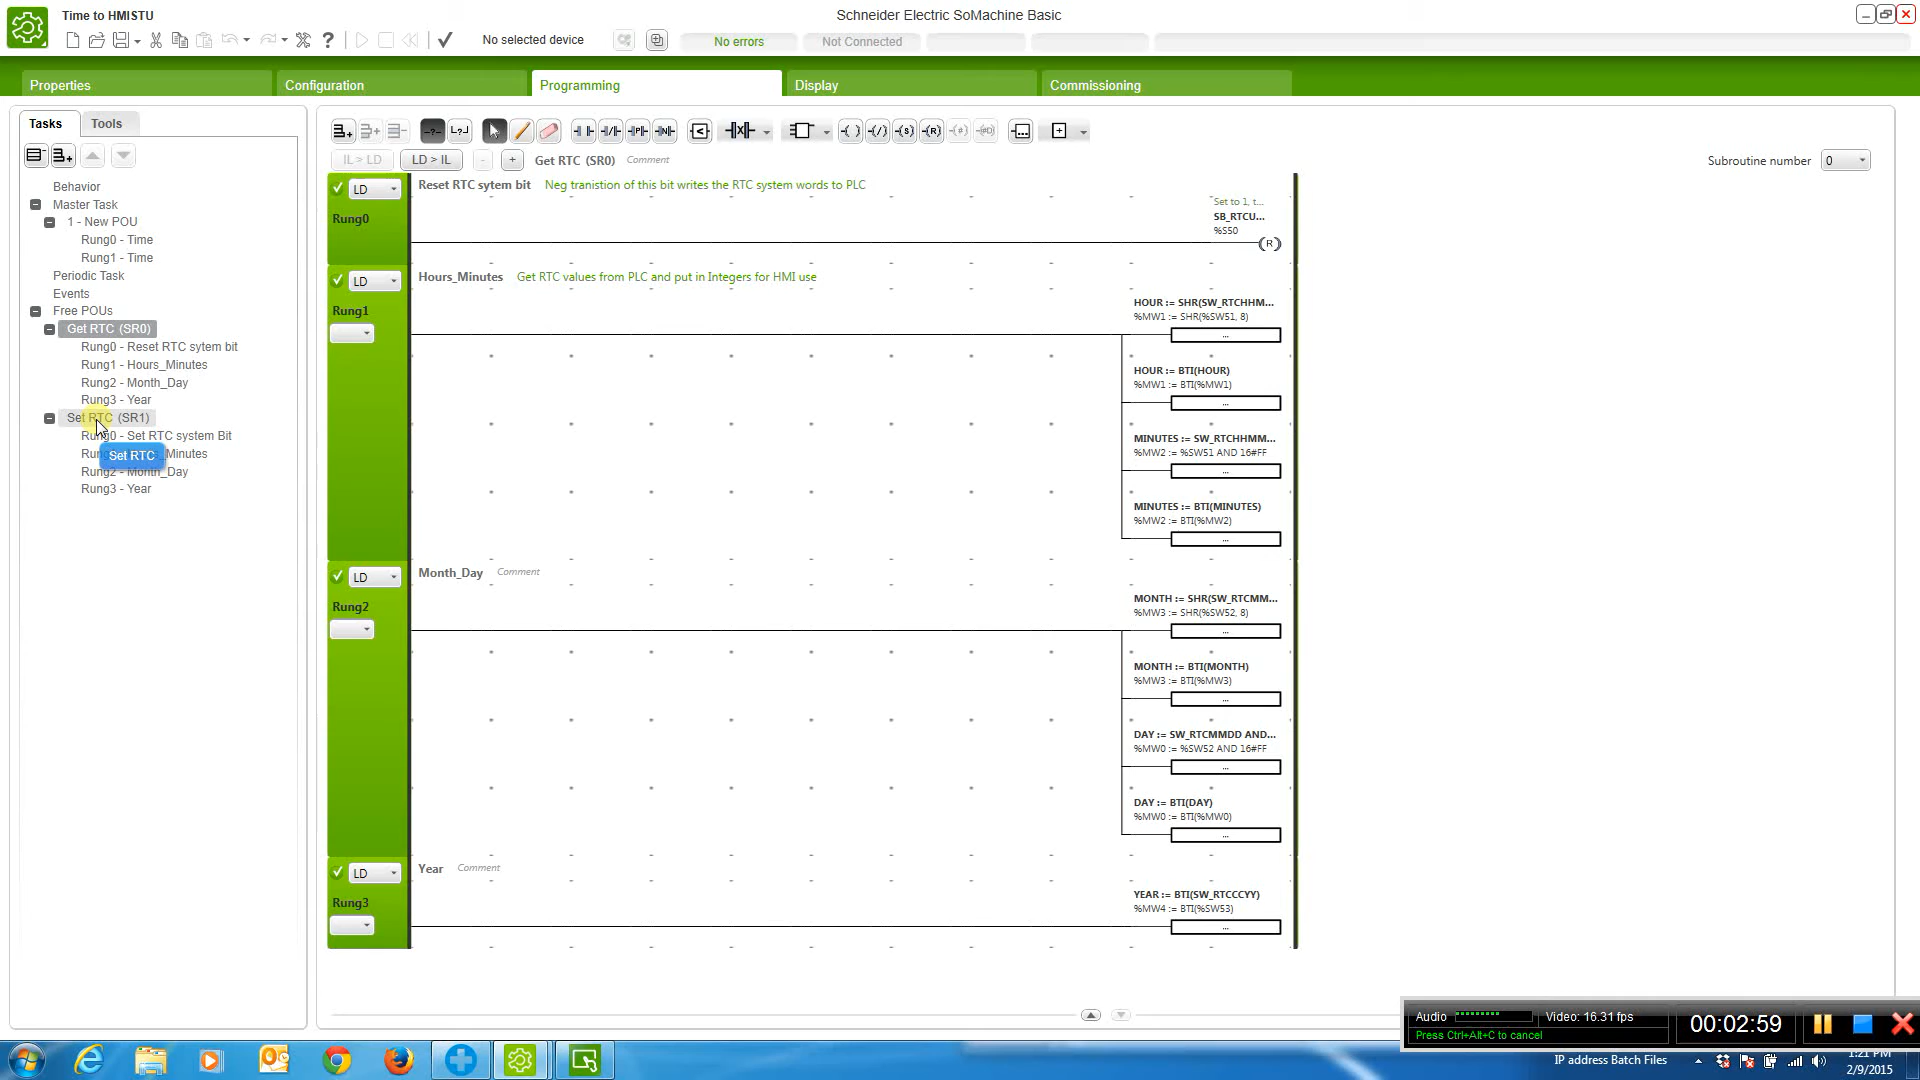 Time to HMISTU
Schneider Electric SoMachine Basic
No selected device
No errors
Not Connected
Properties
Configuration
Programming
Display
Commissioning
Tasks
Tools
IL > LD
LD > IL
-
+
Get RTC (SR0)
Comment
Subroutine number
0
Behavior
Master Task
1 - New POU
Rung0 - Time
Rung1 - Time
Periodic Task
Events
Free POUs
Get RTC (SR0)
Rung0 - Reset RTC sytem bit
Rung1 - Hours_Minutes
Rung2 - Month_Day
Rung3 - Year
Set RTC (SR1)
Rung0 - Set RTC system Bit
Set RTC
_Minutes
Rung2 - Month_Day
Rung3 - Year
LD
Rung0
Reset RTC sytem bit
Neg tranistion of this bit writes the RTC system words to PLC
Set to 1, t...
SB_RTCU...
%S50
(R)
LD
Rung1
Hours_Minutes
Get RTC values from PLC and put in Integers for HMI use
HOUR := SHR(SW_RTCHHM...
%MW1 := SHR(%SW51, 8)
...
HOUR := BTI(HOUR)
%MW1 := BTI(%MW1)
...
MINUTES := SW_RTCHHMM...
%MW2 := %SW51 AND 16#FF
...
MINUTES := BTI(MINUTES)
%MW2 := BTI(%MW2)
...
LD
Rung2
Month_Day
Comment
MONTH := SHR(SW_RTCMM...
%MW3 := SHR(%SW52, 8)
...
MONTH := BTI(MONTH)
%MW3 := BTI(%MW3)
...
DAY := SW_RTCMMDD AND...
%MW0 := %SW52 AND 16#FF
...
DAY := BTI(DAY)
%MW0 := BTI(%MW0)
...
LD
Rung3
Year
Comment
YEAR := BTI(SW_RTCCCYY)
%MW4 := BTI(%SW53)
...
Audio
Video: 16.31 fps
Press Ctrl+Alt+C to cancel
00:02:59
IP address Batch Files
1:21 PM
2/9/2015